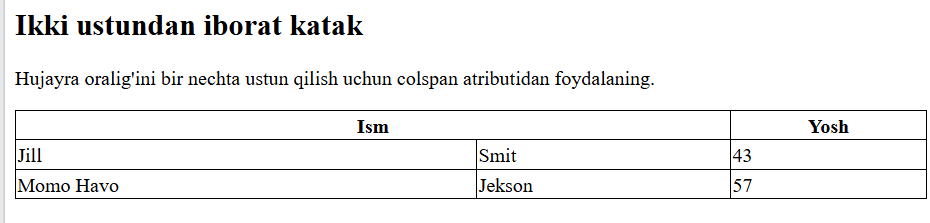 Ikki ustundan iborat katak
Hujayra oralig'ini bir nechta ustun qilish uchun colspan atributidan foydalaning.
Ism Yosh
Jill Smit 43
Momo Havo Jekson 57